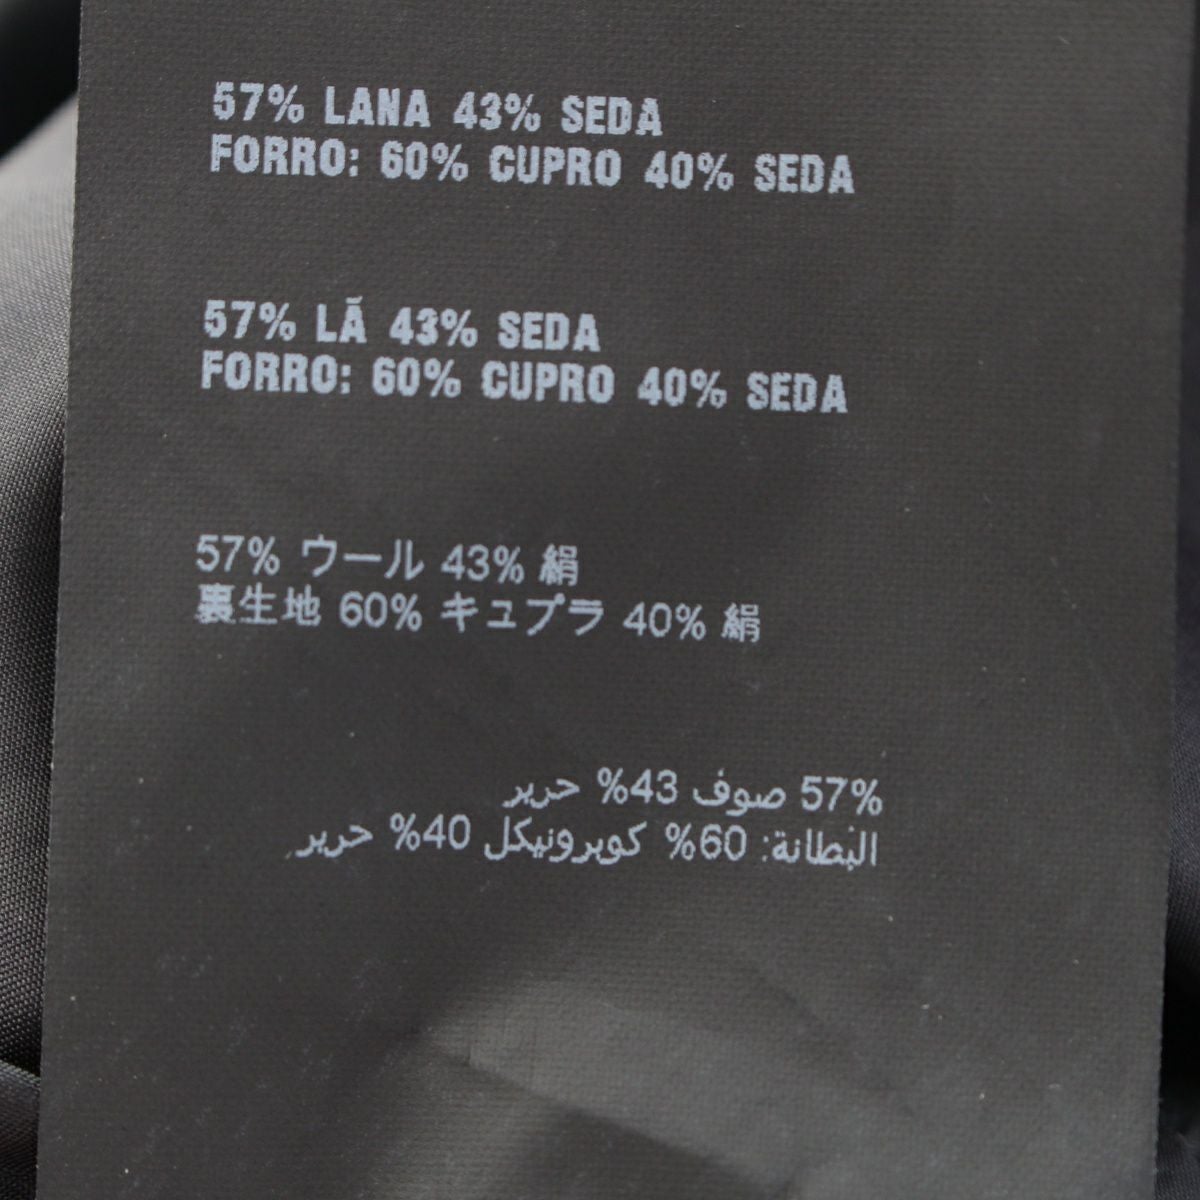 57% LANA 43% SEDA
FORRO: 60% CUPRO 40% SEDA
57% LÃ 43% SEDA
FORRO: 60% CUPRO 40% SEDA
57% ウール 43% 絹
裏生地 60% キュプラ 40% 絹
57% صوف 43% حرير
البطانة: 60% كوبرونيكل 40% حرير